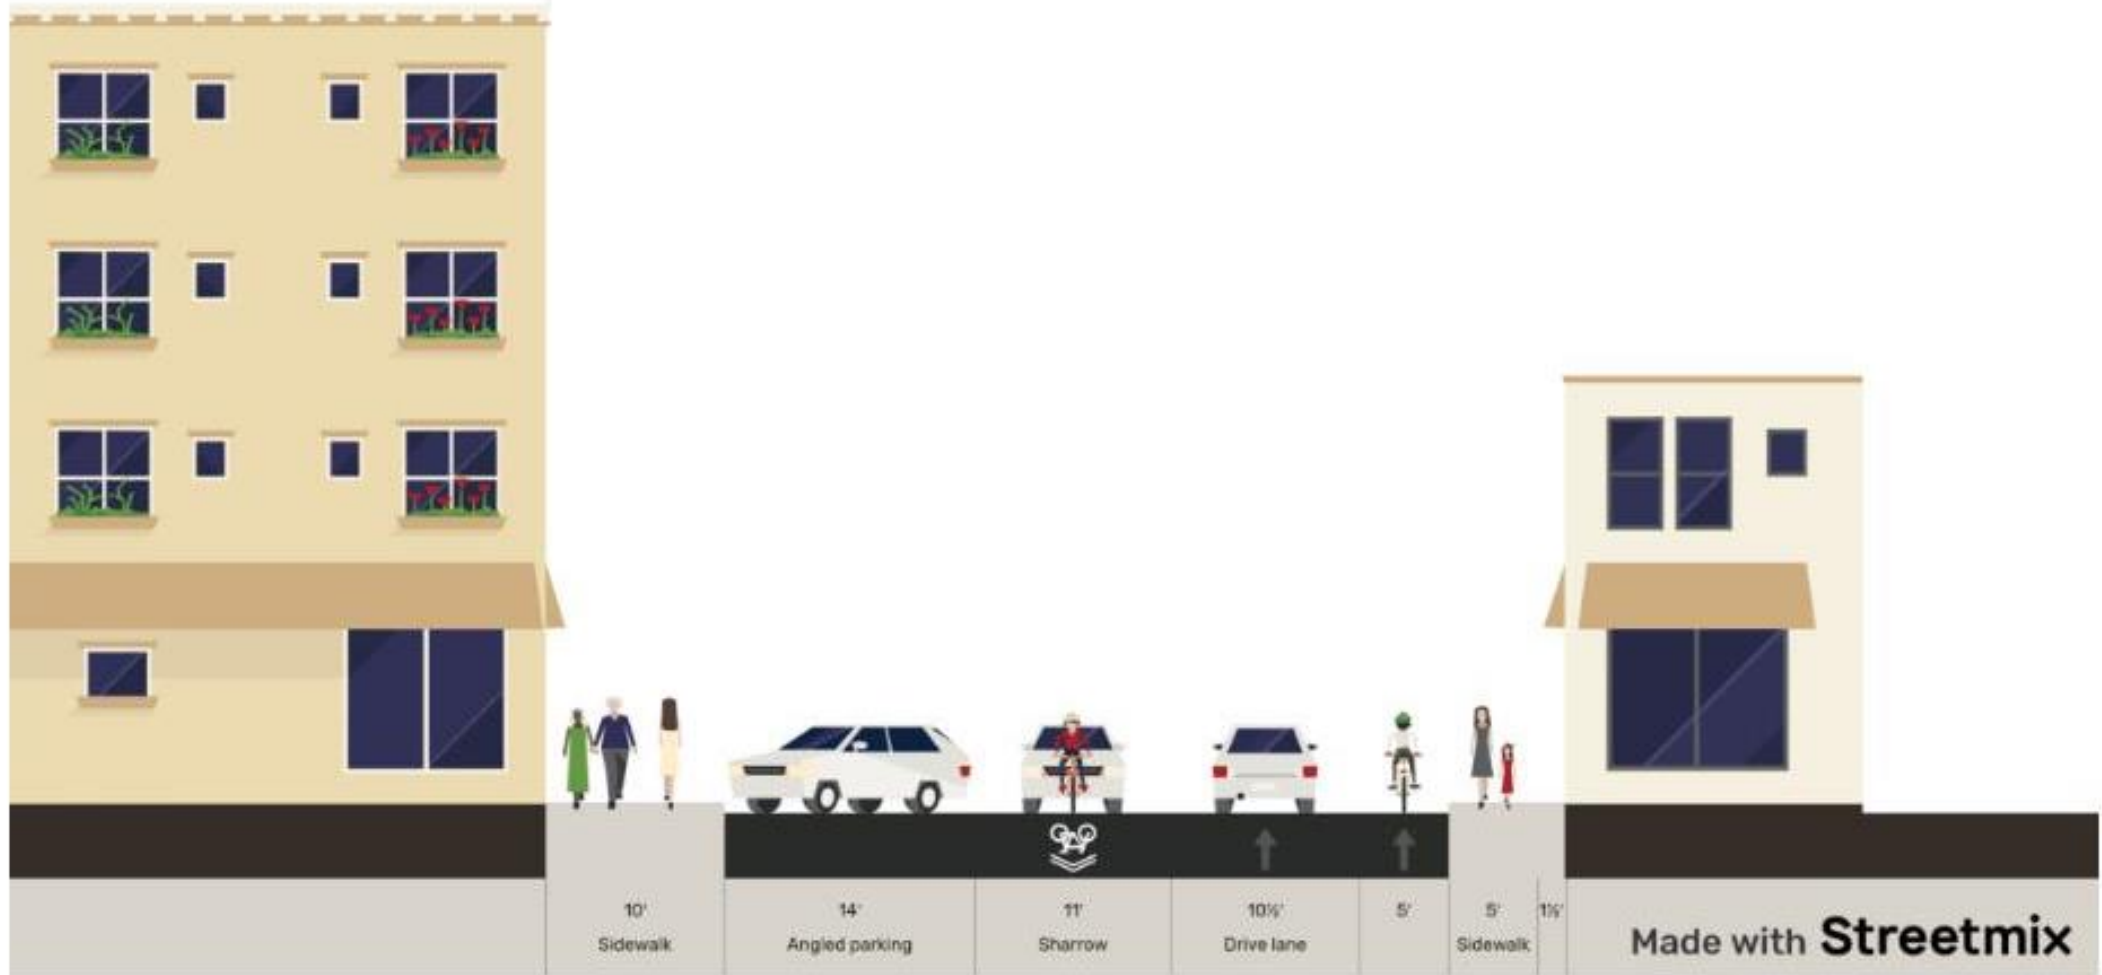 10'
Sidewalk
14'
Angled parking
11'
Sharrow
10½'
Drive lane
5'
5'
Sidewalk
1½'
Made with Streetmix